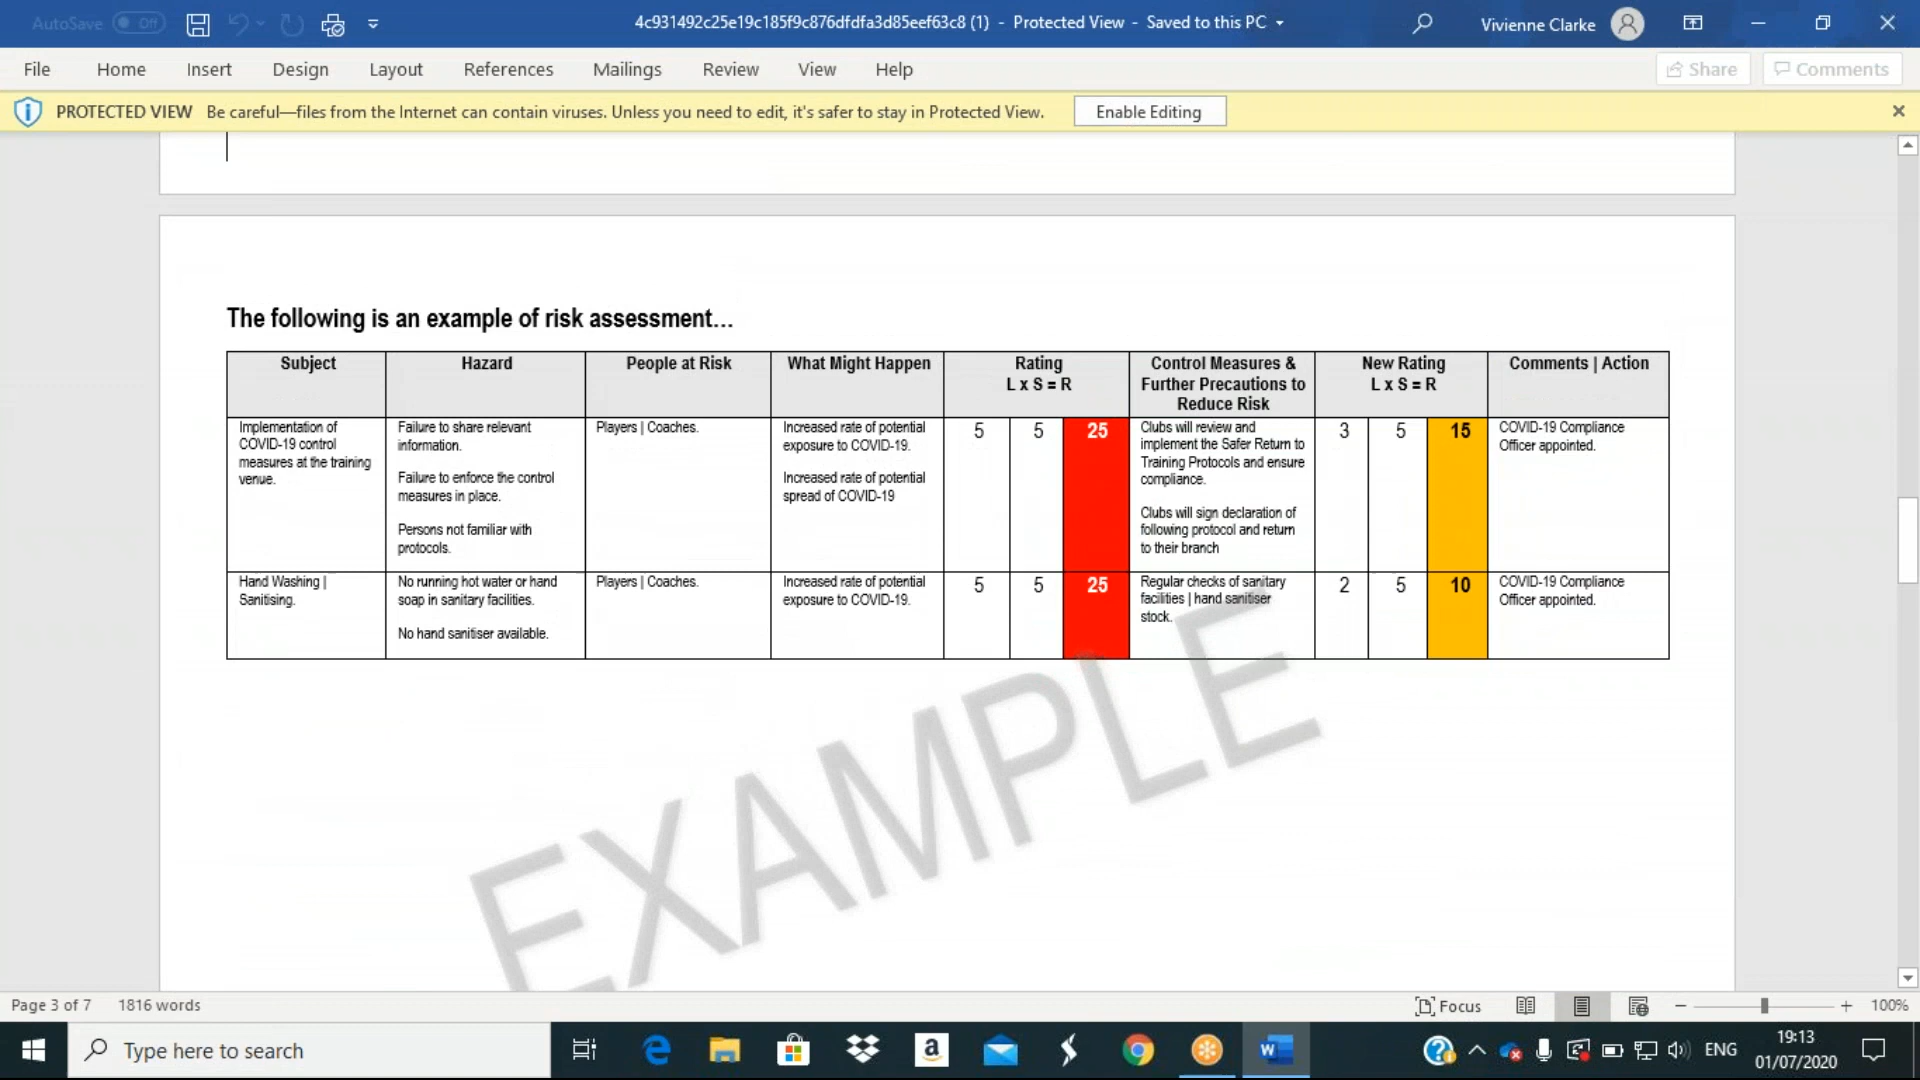 AutoSave Off
4c931492c25e19c185f9c876dfdfa3d85eef63c8 (1) - Protected View - Saved to this PC
Vivienne Clarke
File Home Insert Design Layout References Mailings Review View Help
Share Comments
PROTECTED VIEW Be careful—files from the Internet can contain viruses. Unless you need to edit, it's safer to stay in Protected View.
Enable Editing
The following is an example of risk assessment...
Subject
Hazard
People at Risk
What Might Happen
Rating
L x S = R
Control Measures &
Further Precautions to
Reduce Risk
New Rating
L x S = R
Comments | Action
Implementation of
COVID-19 control
measures at the training
venue.
Failure to share relevant
information.
Failure to enforce the control
measures in place.
Persons not familiar with
protocols.
Players | Coaches.
Increased rate of potential
exposure to COVID-19.
Increased rate of potential
spread of COVID-19
5 5 25
Clubs will review and
implement the Safer Return to
Training Protocols and ensure
compliance.
Clubs will sign declaration of
following protocol and return
to their branch
3 5 15
COVID-19 Compliance
Officer appointed.
Hand Washing |
Sanitising.
No running hot water or hand
soap in sanitary facilities.
No hand sanitiser available.
Players | Coaches.
Increased rate of potential
exposure to COVID-19.
5 5 25
Regular checks of sanitary
facilities | hand sanitiser
stock.
2 5 10
COVID-19 Compliance
Officer appointed.
EXAMPLE
Page 3 of 7 1816 words
Focus
100%
Type here to search
ENG
19:13
01/07/2020